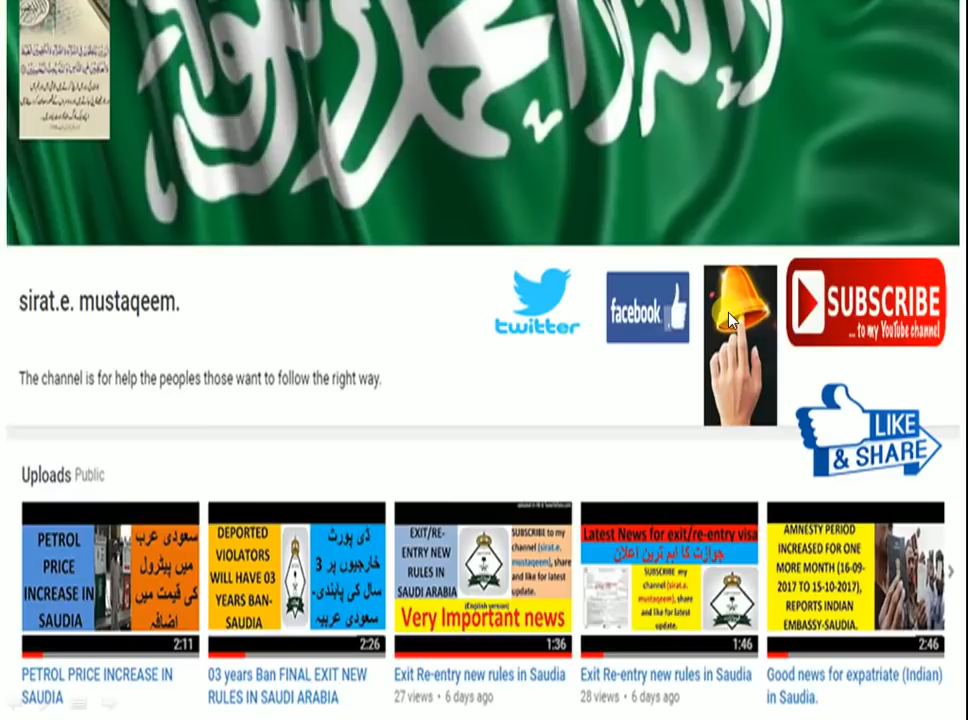 لا إله إلا محمد رسول
sirat.e. mustaqeem.
twitter
facebook
SUBSCRIBE
... to my YouTube channel
The channel is for help the peoples those want to follow the right way.
LIKE
& SHARE
Uploads Public
PETROL
PRICE
INCREASE IN
SAUDIA
سعودی عرب
میں پیٹرول
کی قیمت میں
اضافہ
2:11
PETROL PRICE INCREASE IN
SAUDIA
DEPORTED
VIOLATORS
WILL HAVE 03
YEARS BAN-
SAUDIA
ڈی پورٹ
خارجیوں پر 3
سال کی پابندی-
سعودی عربیہ
2:26
03 years Ban FINAL EXIT NEW
RULES IN SAUDI ARABIA
EXIT/RE-
ENTRY NEW
RULES IN
SAUDI ARABIA
SUBSCRIBE to my
channel (sirat.e.
mustaqeem), share
and like for latest
update.
(English version)
Very Important news
1:36
Exit Re-entry new rules in Saudia
27 views • 6 days ago
Latest News for exit/re-entry visa
جوازت کا اہم ترین اعلان
SUBSCRIBE my
channel (sirat.e.
mustaqeem), share
and like for latest
update.
1:46
Exit Re-entry new rules in Saudia
28 views • 6 days ago
AMNESTY PERIOD
INCREASED FOR ONE
MORE MONTH (16-09-
2017 TO 15-10-2017),
REPORTS INDIAN
EMBASSY-SAUDIA.
2:46
Good news for expatriate (Indian)
in Saudia.